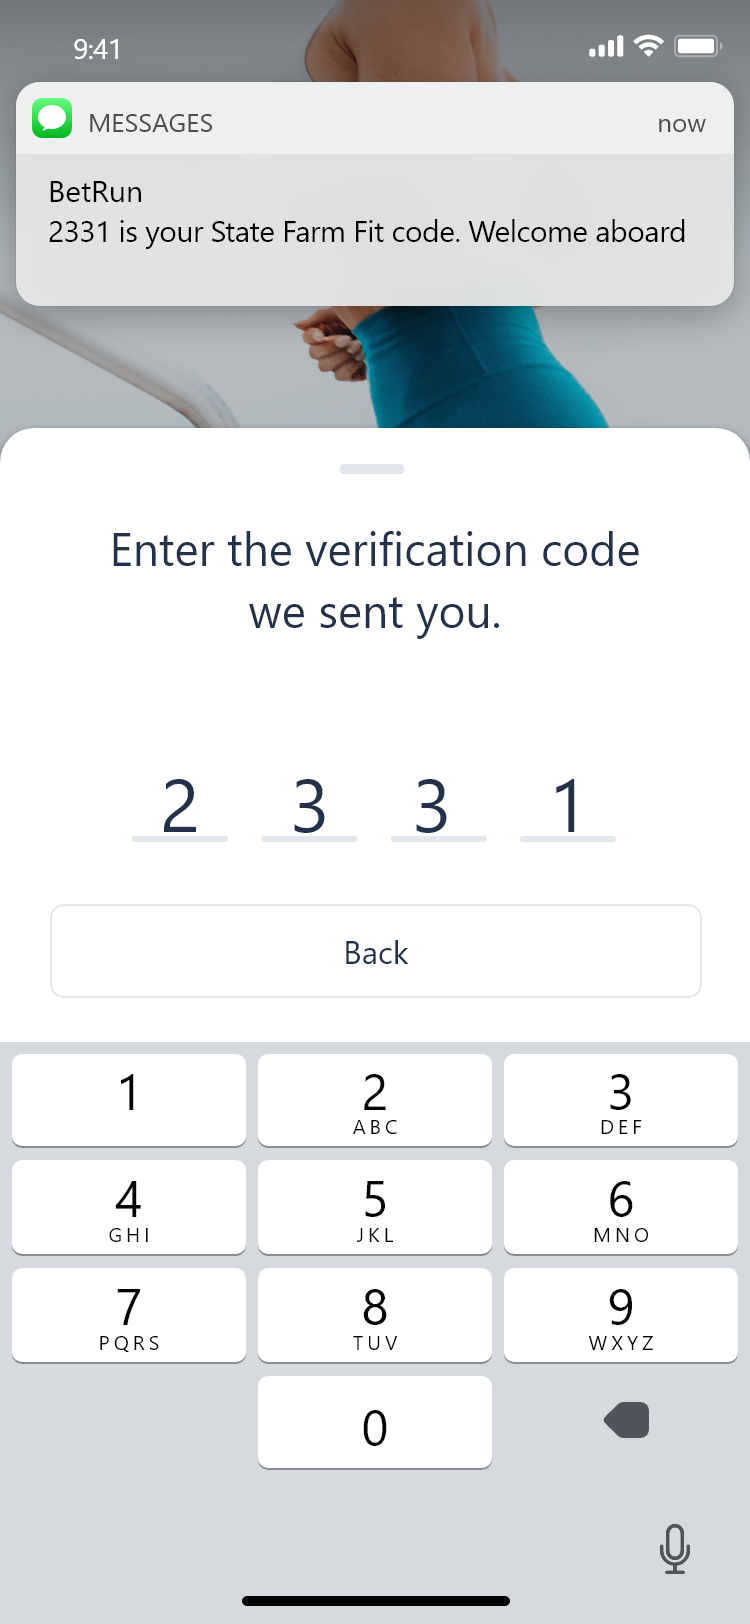 9:41
MESSAGES now
BetRun
2331 is your State Farm Fit code. Welcome aboard
Enter the verification code
we sent you.
2 3 3 1
Back
1 2 3
ABC DEF
4 5 6
GHI JKL MNO
7 8 9
PQRS TUV WXYZ
0